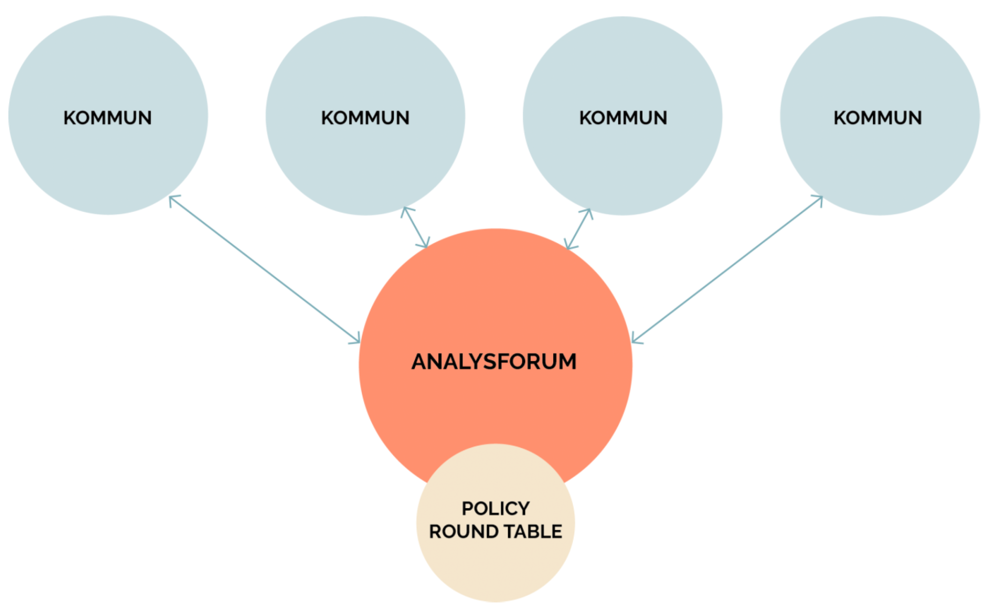 KOMMUN
KOMMUN
KOMMUN
KOMMUN
ANALYSFORUM
POLICY
ROUND TABLE